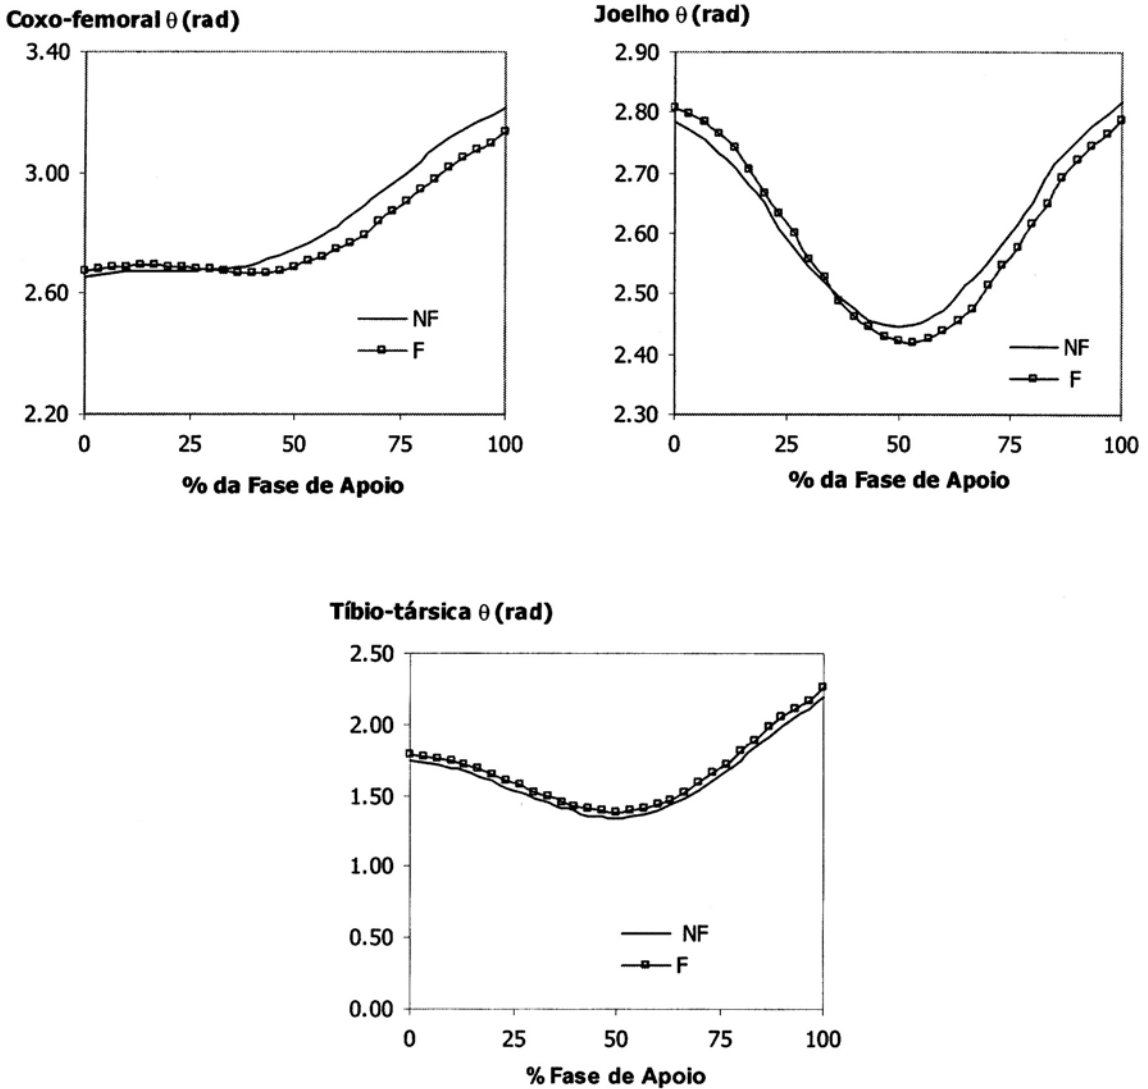 Coxo-femoral θ (rad)
3.40
3.00
2.60
2.20
NF
F
0 25 50 75 100
% da Fase de Apoio
Joelho θ (rad)
2.90
2.80
2.70
2.60
2.50
2.40
2.30
NF
F
0 25 50 75 100
% da Fase de Apoio
Tíbio-társica θ (rad)
2.50
2.00
1.50
1.00
0.50
0.00
NF
F
0 25 50 75 100
% Fase de Apoio